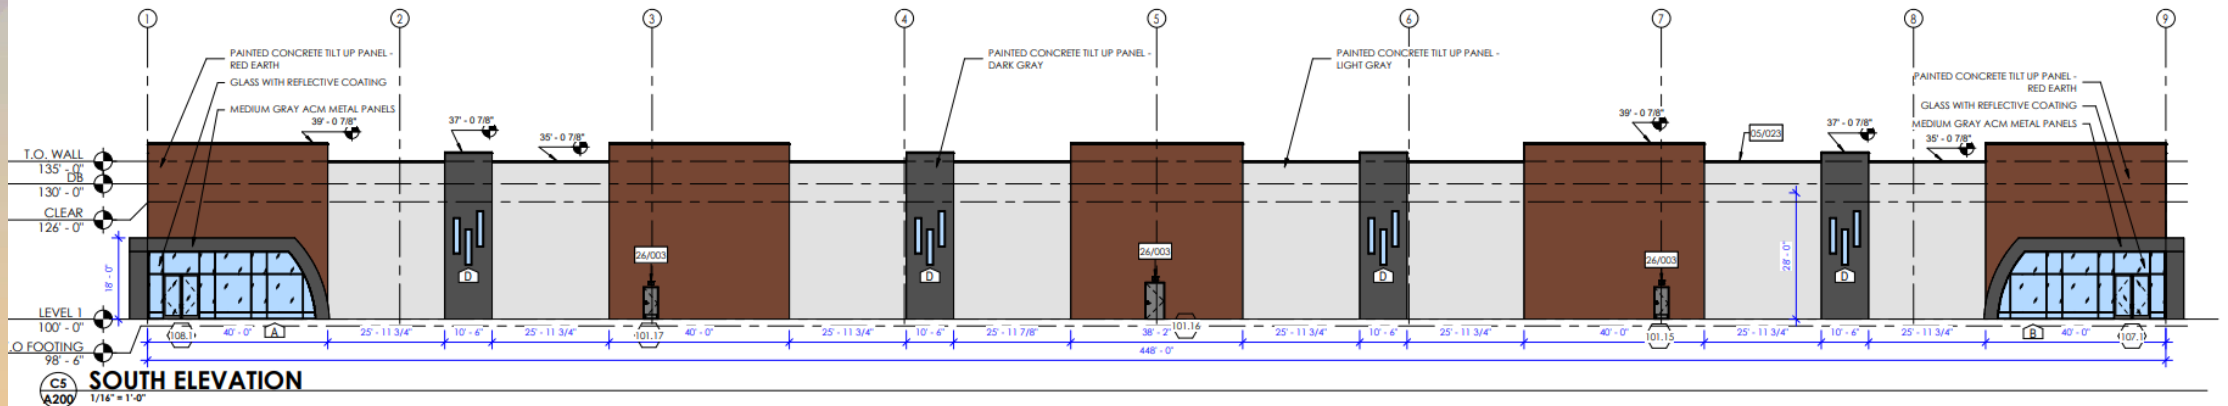 1 2 3 4 5 6 7 8 9
PAINTED CONCRETE TILT UP PANEL -
RED EARTH
GLASS WITH REFLECTIVE COATING
MEDIUM GRAY ACM METAL PANELS
PAINTED CONCRETE TILT UP PANEL -
DARK GRAY
PAINTED CONCRETE TILT UP PANEL -
LIGHT GRAY
PAINTED CONCRETE TILT UP PANEL -
RED EARTH
GLASS WITH REFLECTIVE COATING
MEDIUM GRAY ACM METAL PANELS
39' - 0 7/8"
37' - 0 7/8"
35' - 0 7/8"
39' - 0 7/8"
05/023
37' - 0 7/8"
35' - 0 7/8"
T.O. WALL
135' - 0"
DB
130' - 0"
CLEAR
126' - 0"
18' - 0"
26/003
26/003
26/003
28' - 0"
D D D D
LEVEL 1
100' - 0"
.O FOOTING
98' - 6"
108.1 40' - 0" A 25' - 11 3/4" 10' - 6" 25' - 11 3/4" 101.17 40' - 0" 25' - 11 3/4" 10' - 6" 25' - 11 7/8" 38' - 2" 101.16 25' - 11 3/4" 10' - 6" 25' - 11 3/4" 40' - 0" 101.15 25' - 11 3/4" 10' - 6" 25' - 11 3/4" B 40' - 0" 107.1
448' - 0"
C5
A200
SOUTH ELEVATION
1/16" = 1'-0"